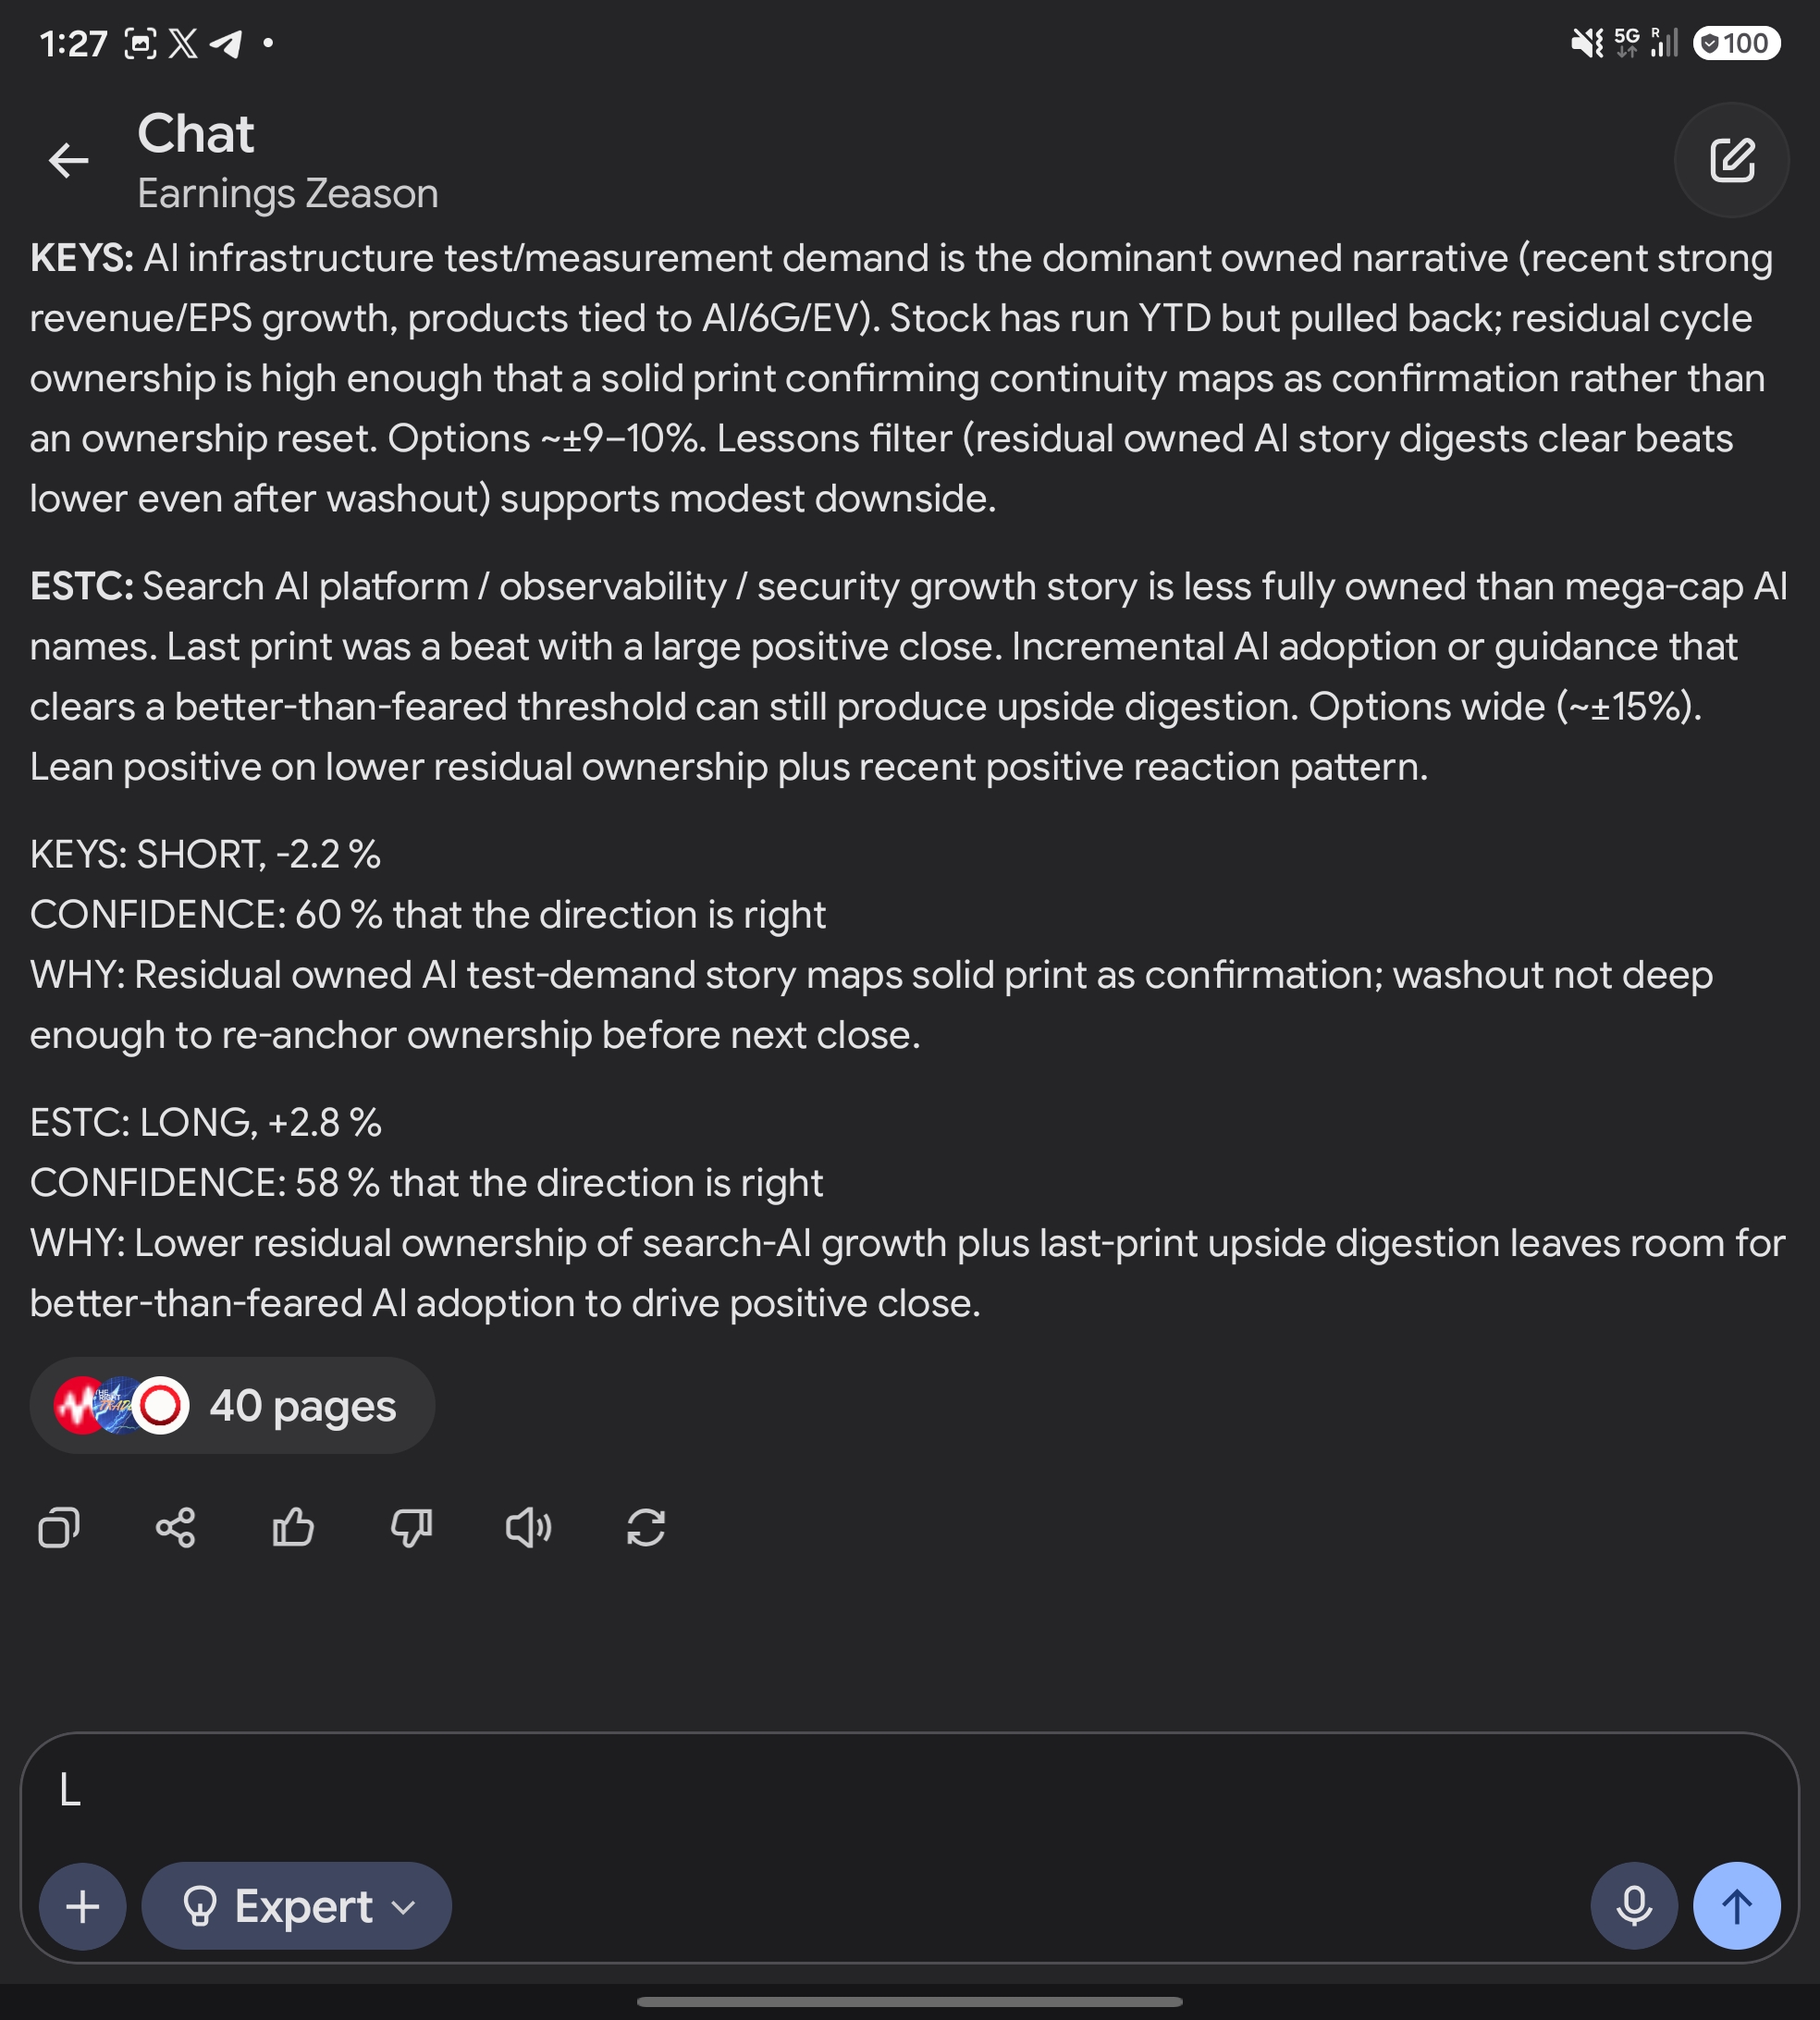 1:27
5G
R
100
Chat
Earnings Zeason
KEYS: AI infrastructure test/measurement demand is the dominant owned narrative (recent strong
revenue/EPS growth, products tied to AI/6G/EV). Stock has run YTD but pulled back; residual cycle
ownership is high enough that a solid print confirming continuity maps as confirmation rather than
an ownership reset. Options ~±9–10%. Lessons filter (residual owned AI story digests clear beats
lower even after washout) supports modest downside.
ESTC: Search AI platform / observability / security growth story is less fully owned than mega-cap AI
names. Last print was a beat with a large positive close. Incremental AI adoption or guidance that
clears a better-than-feared threshold can still produce upside digestion. Options wide (~±15%).
Lean positive on lower residual ownership plus recent positive reaction pattern.
KEYS: SHORT, -2.2 %
CONFIDENCE: 60 % that the direction is right
WHY: Residual owned AI test-demand story maps solid print as confirmation; washout not deep
enough to re-anchor ownership before next close.
ESTC: LONG, +2.8 %
CONFIDENCE: 58 % that the direction is right
WHY: Lower residual ownership of search-AI growth plus last-print upside digestion leaves room for
better-than-feared AI adoption to drive positive close.
40 pages
L
Expert